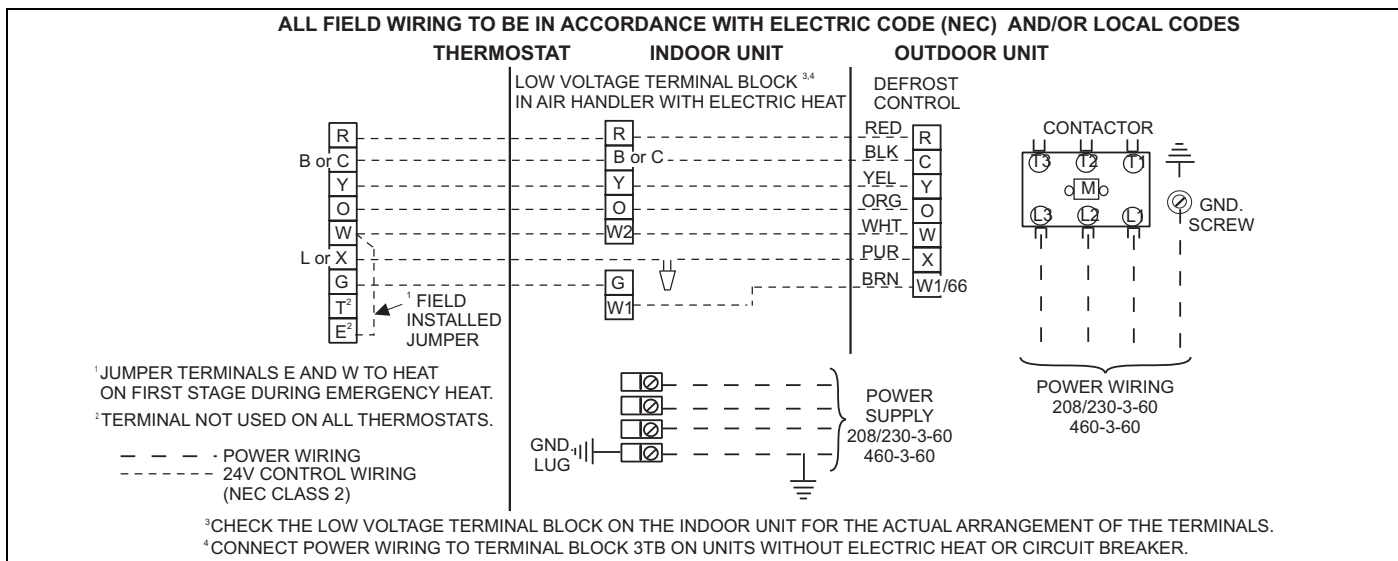 ALL FIELD WIRING TO BE IN ACCORDANCE WITH ELECTRIC CODE (NEC) AND/OR LOCAL CODES
THERMOSTAT INDOOR UNIT OUTDOOR UNIT
LOW VOLTAGE TERMINAL BLOCK 3,4
IN AIR HANDLER WITH ELECTRIC HEAT
DEFROST
CONTROL
R R RED R
B or C B or C BLK C
Y Y YEL Y
O O ORG O
W W2 WHT W
L or X PUR X
G G BRN W1/66
T2 W1
E2
1 FIELD
INSTALLED
JUMPER
CONTACTOR
T3 T2 T1
M
L3 L2 L1
GND.
SCREW
POWER WIRING
208/230-3-60
460-3-60
1 JUMPER TERMINALS E AND W TO HEAT
ON FIRST STAGE DURING EMERGENCY HEAT.
2 TERMINAL NOT USED ON ALL THERMOSTATS.
POWER WIRING
24V CONTROL WIRING
(NEC CLASS 2)
GND.
LUG
POWER
SUPPLY
208/230-3-60
460-3-60
3 CHECK THE LOW VOLTAGE TERMINAL BLOCK ON THE INDOOR UNIT FOR THE ACTUAL ARRANGEMENT OF THE TERMINALS.
4 CONNECT POWER WIRING TO TERMINAL BLOCK 3TB ON UNITS WITHOUT ELECTRIC HEAT OR CIRCUIT BREAKER.